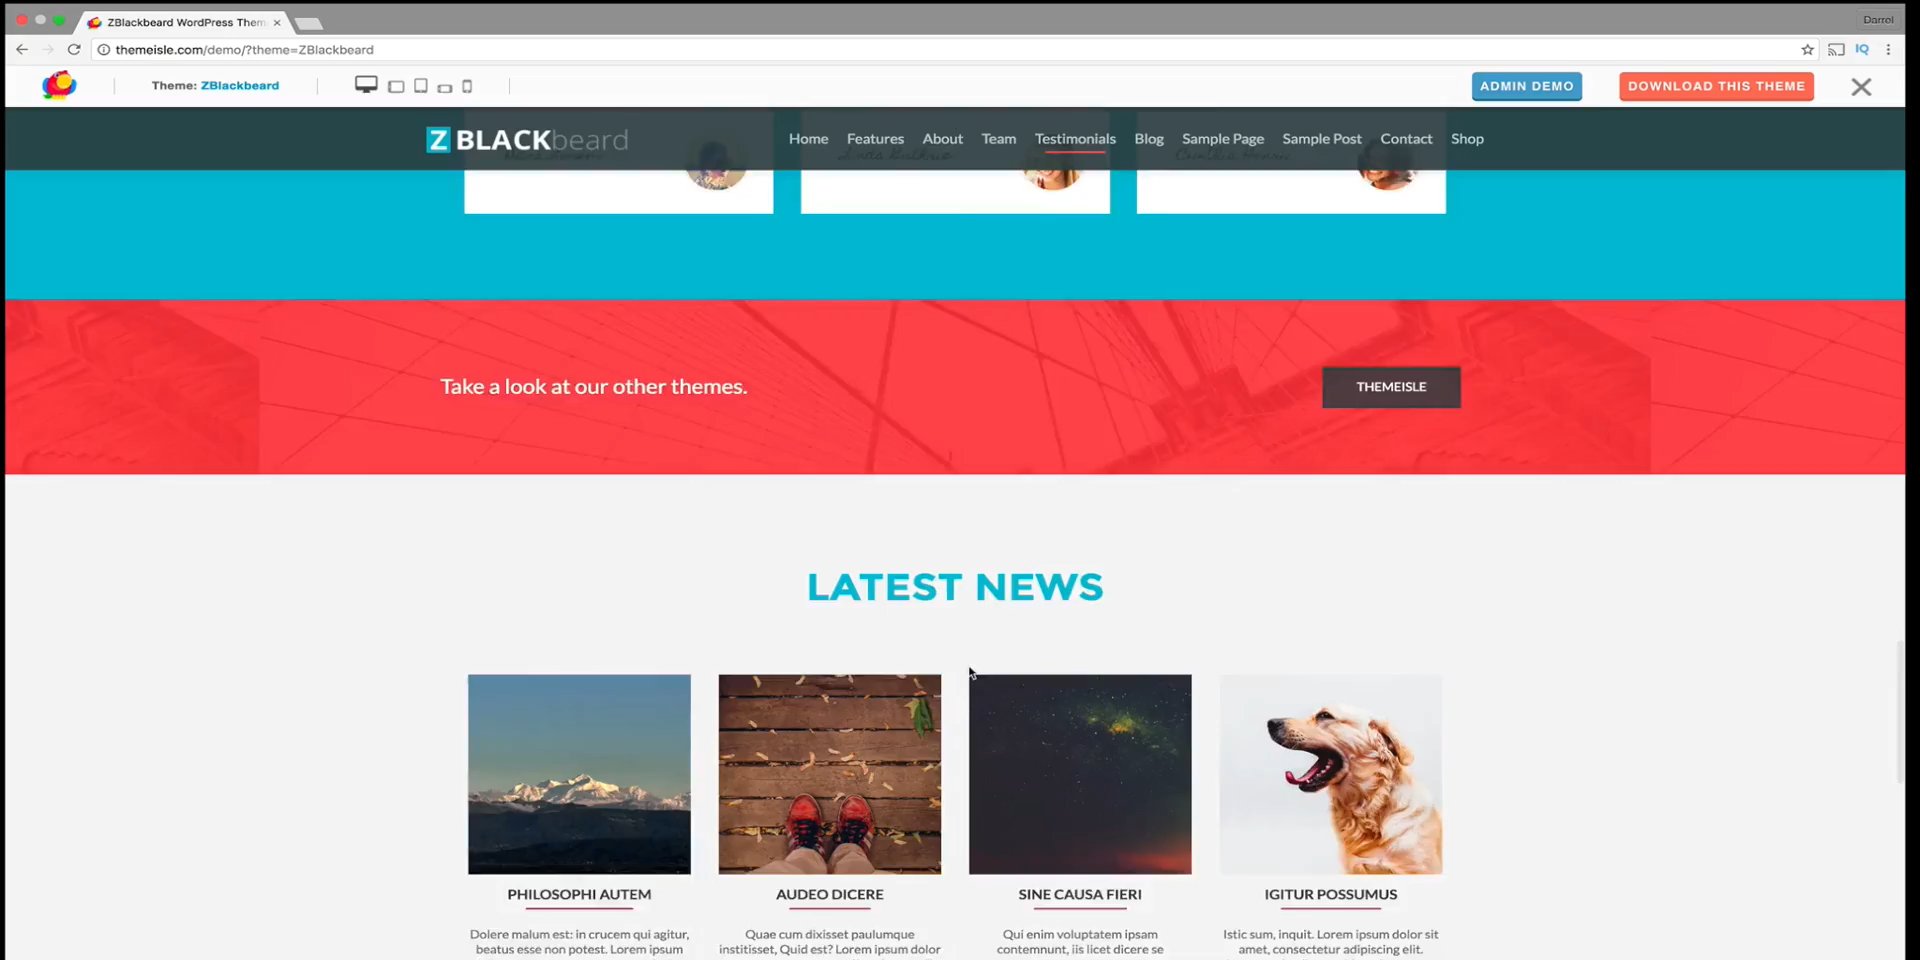 ZBlackbeard WordPress Them
Darrel
themeisle.com/demo/?theme=ZBlackbeard
IQ
Theme: ZBlackbeard
ADMIN DEMO
DOWNLOAD THIS THEME
Z BLACKbeard
Home Features About Team Testimonials Blog Sample Page Sample Post Contact Shop
Take a look at our other themes.
THEMEISLE
LATEST NEWS
PHILOSOPHI AUTEM
Dolere malum est: in crucem qui agitur,
beatus esse non potest. Lorem ipsum
AUDEO DICERE
Quae cum dixisset paulumque
institisset, Quid est? Lorem ipsum dolor
SINE CAUSA FIERI
Qui enim voluptatem ipsam
contemnunt, iis licet dicere se
IGITUR POSSUMUS
Istic sum, inquit. Lorem ipsum dolor sit
amet, consectetur adipiscing elit.